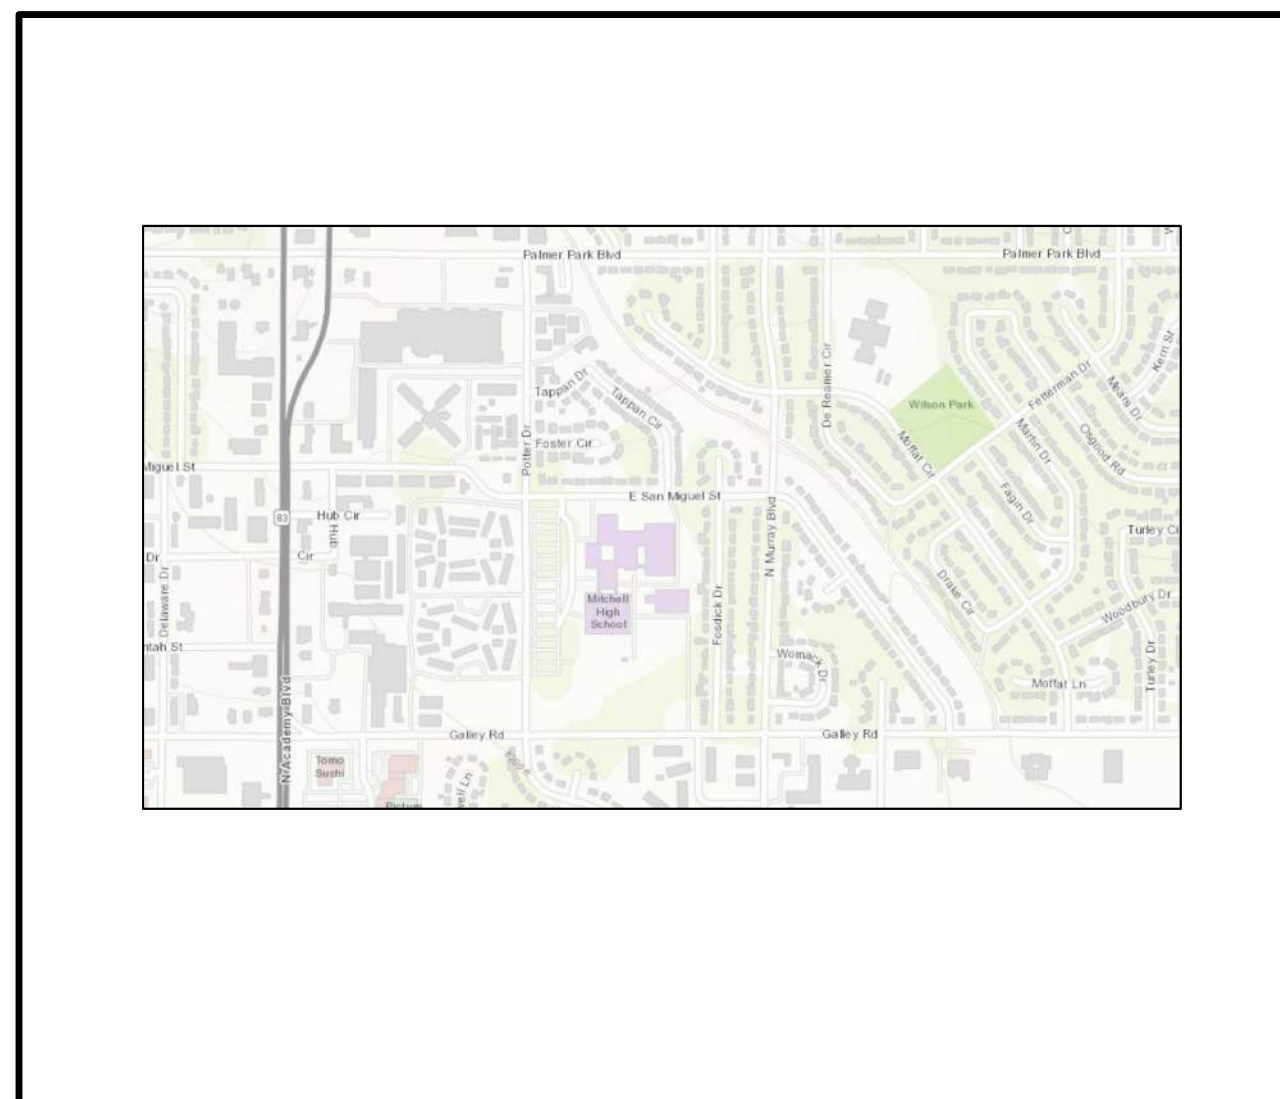 Palmer Park Blvd
Palmer Park Blvd
Kern St
De Reamer Cir
Fetterman Dr
Tappan Dr
Mears Dr
Tappan Cir
Wilson Park
Martin Dr
Osgood Rd
Foster Cir
Moffat Cir
Potter Dr
Miguel St
E San Miguel St
Fagin Dr
83
Hub Cir
N Murray Blvd
Turley Ci
Hub
Cir
Dr
Delaware Dr
Mitchell
High
School
Fosdick Dr
Drake Cir
Woodbury Dr
ntah St
Womack Dr
Turley Dr
Moffat Ln
N Academy Blvd
Galley Rd
Galley Rd
Tomo
Sushi
well Ln